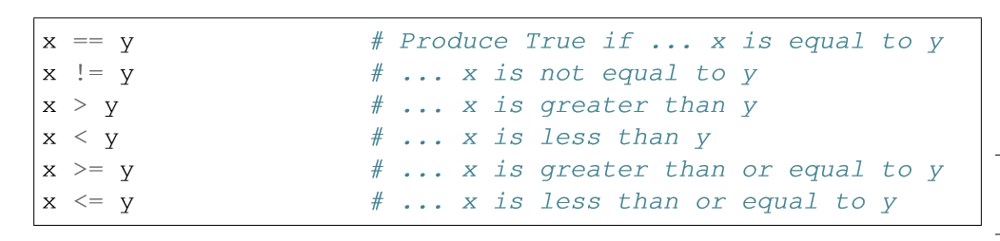 x == y # Produce True if ... x is equal to y
x != y # ... x is not equal to y
x > y # ... x is greater than y
x < y # ... x is less than y
x >= y # ... x is greater than or equal to y
x <= y # ... x is less than or equal to y